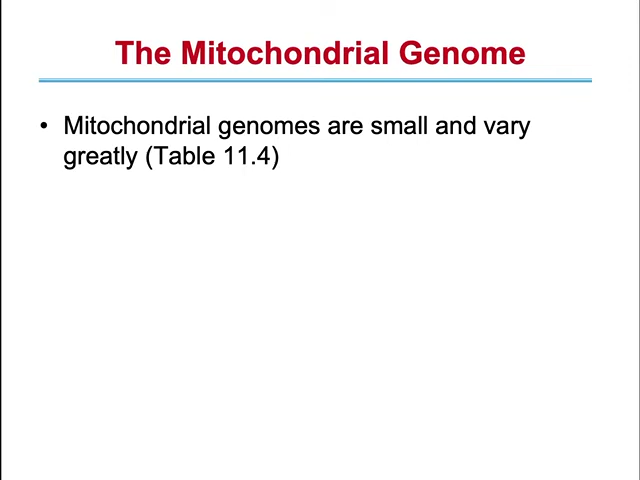 The Mitochondrial Genome
• Mitochondrial genomes are small and vary
greatly (Table 11.4)